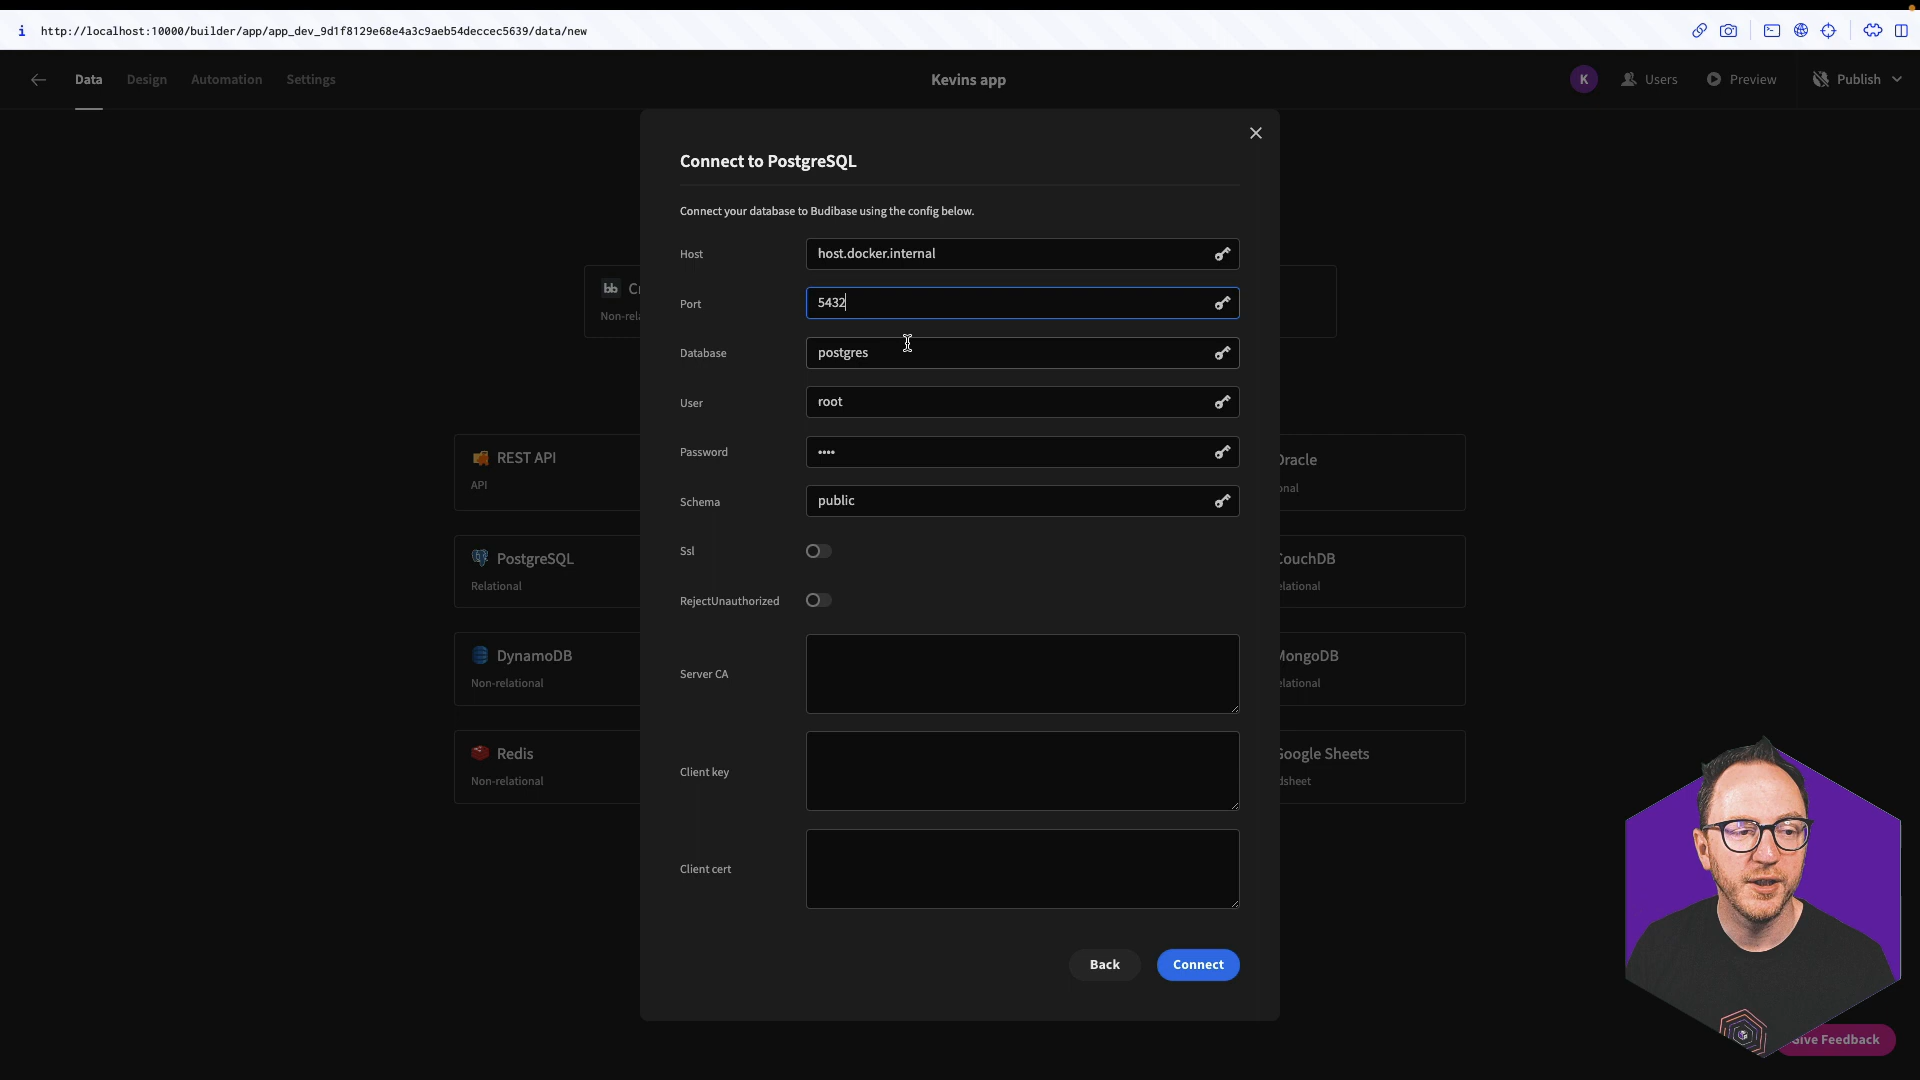 http://localhost:10000/builder/app/app_dev_9d1f8129e68e4a3c9aeb54deccec5639/data/new
Data
Design
Automation
Settings
Kevins app
K
Users
Preview
Publish
Connect to PostgreSQL
Connect your database to Budibase using the config below.
Host
host.docker.internal
Port
5432
Database
postgres
User
root
Password
••••
Schema
public
Ssl
RejectUnauthorized
Server CA
Client key
Client cert
Back
Connect
bb
REST API
API
Oracle
PostgreSQL
Relational
CouchDB
DynamoDB
Non-relational
MongoDB
Redis
Non-relational
Google Sheets
Give Feedback